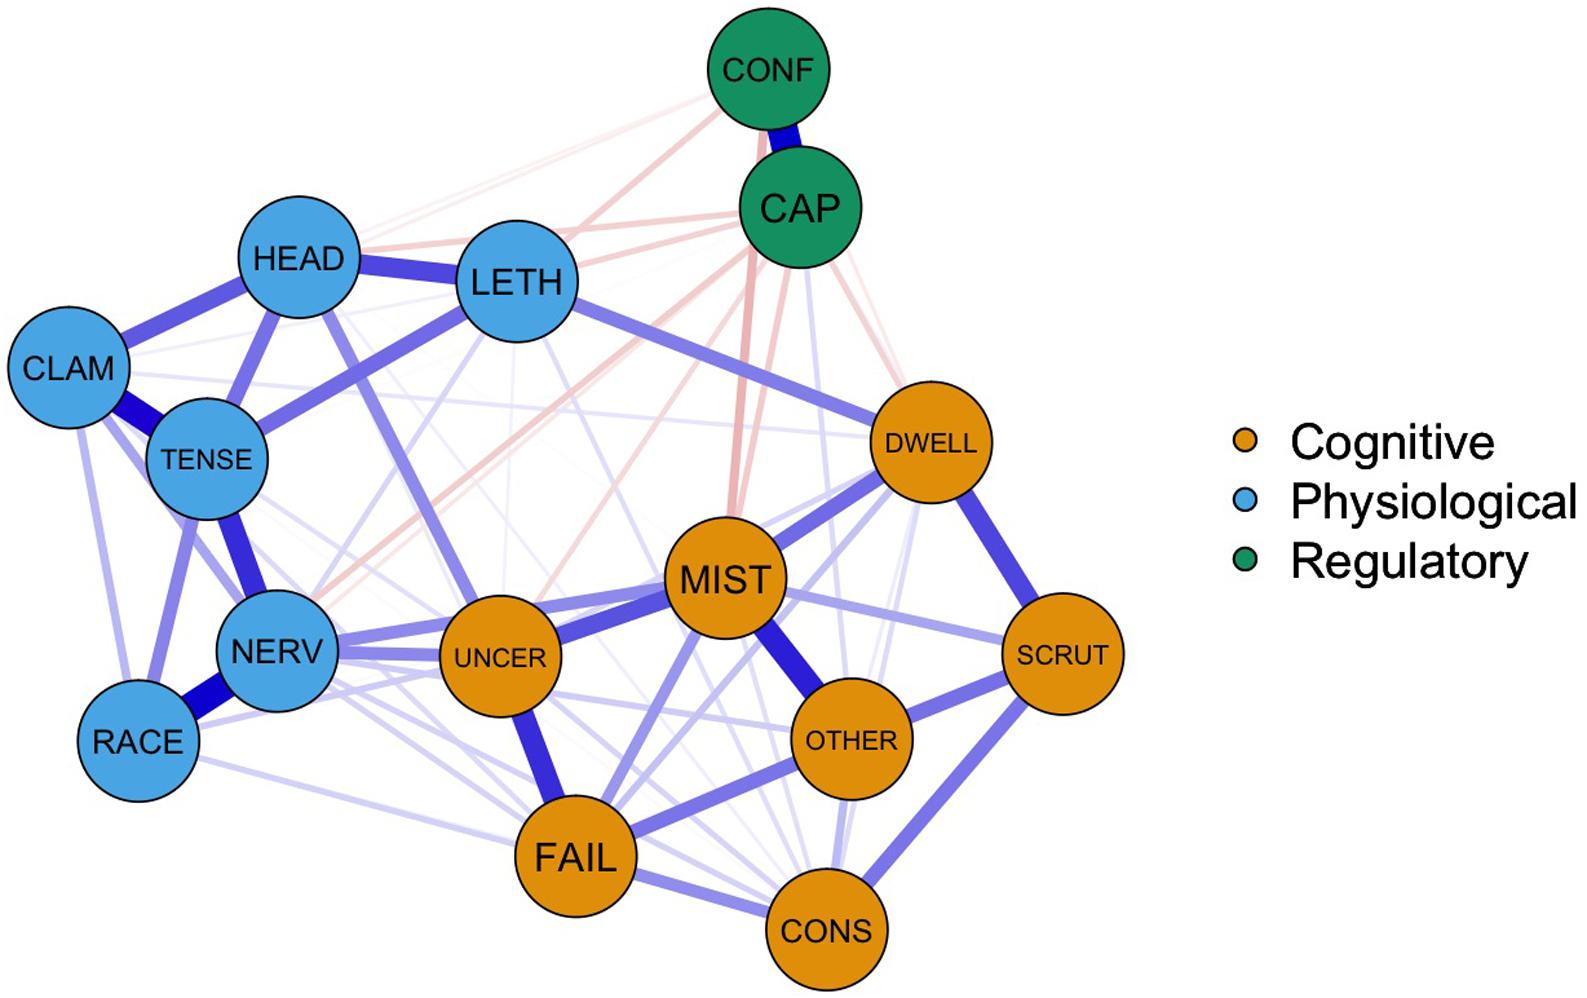 CONF
CAP
HEAD
LETH
CLAM
TENSE
DWELL
MIST
NERV
UNCER
SCRUT
RACE
OTHER
FAIL
CONS
Cognitive
Physiological
Regulatory